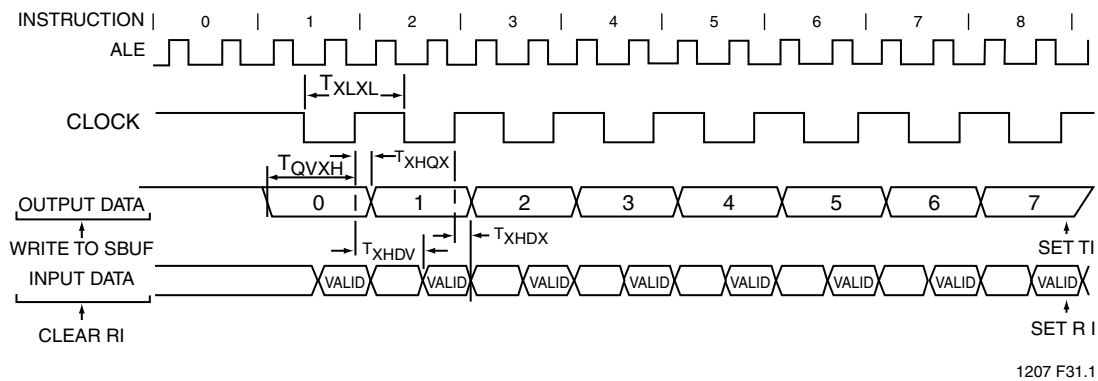 INSTRUCTION 0 1 2 3 4 5 6 7 8
ALE
TXLXL
CLOCK
TQVXH TXHQX
OUTPUT DATA 0 1 2 3 4 5 6 7
WRITE TO SBUF TXHDV TXHDX SET TI
INPUT DATA VALID VALID VALID VALID VALID VALID VALID VALID
CLEAR RI SET R I
1207 F31.1